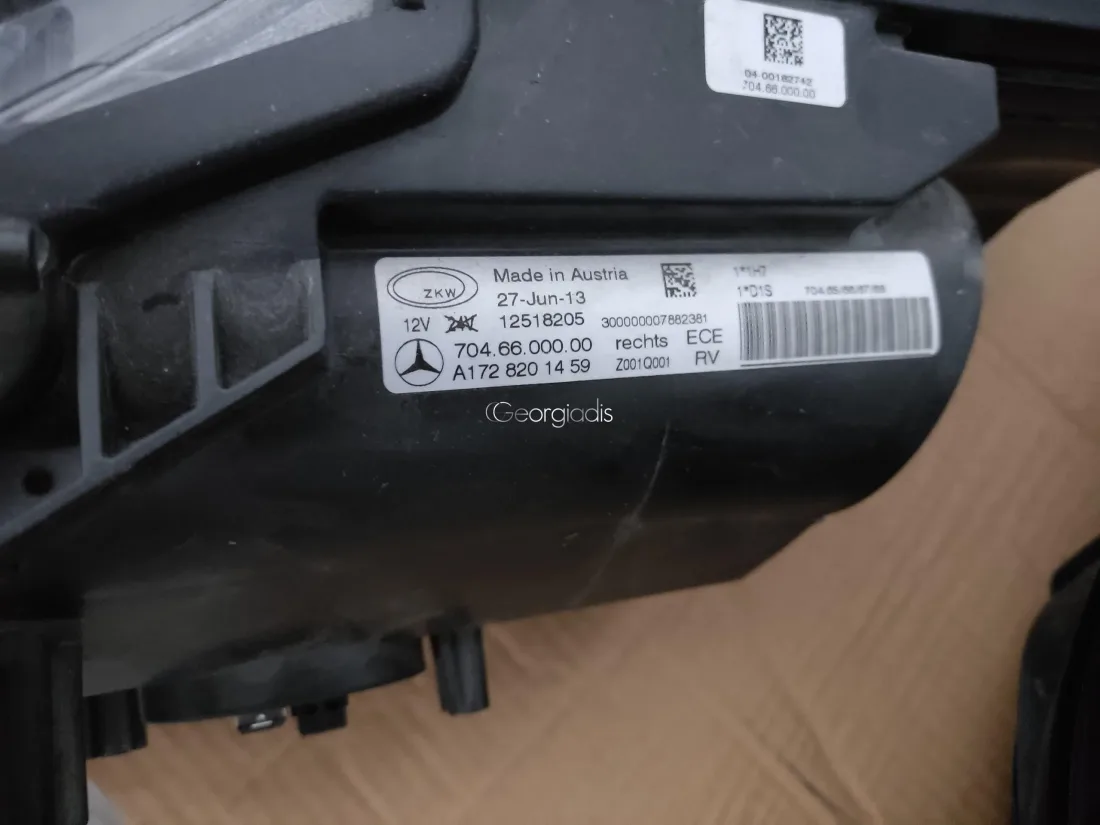 04 00182742
704.66.000.00
ZKW
Made in Austria
27-Jun-13
12V 24V 12518205 300000007882381
704.66.000.00 rechts ECE
A172 820 14 59 Z001Q001 RV
1*H7
1*D1S
Georgiadis